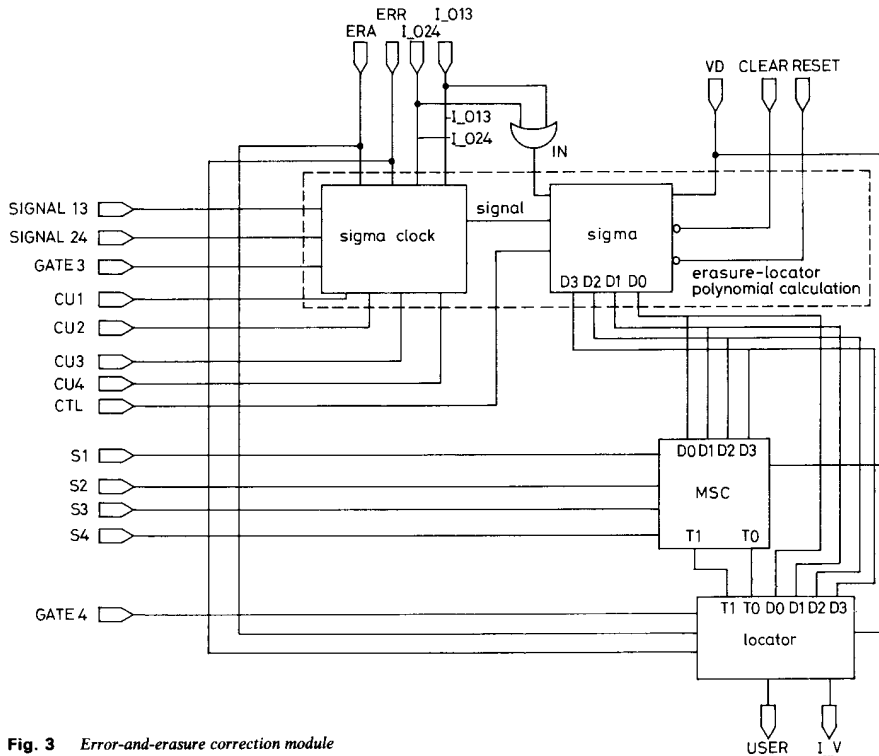 ERR I_O13
ERA I_O24
VD CLEAR RESET
I_O13
I_O24
IN
SIGNAL 13
SIGNAL 24
GATE 3
CU1
CU2
CU3
CU4
CTL
sigma clock
signal
sigma
D3 D2 D1 D0
erasure-locator
polynomial calculation
S1
S2
S3
S4
D0 D1 D2 D3
MSC
T1 T0
GATE 4
T1 T0 D0 D1 D2 D3
locator
USER I_V
Fig. 3 Error-and-erasure correction module